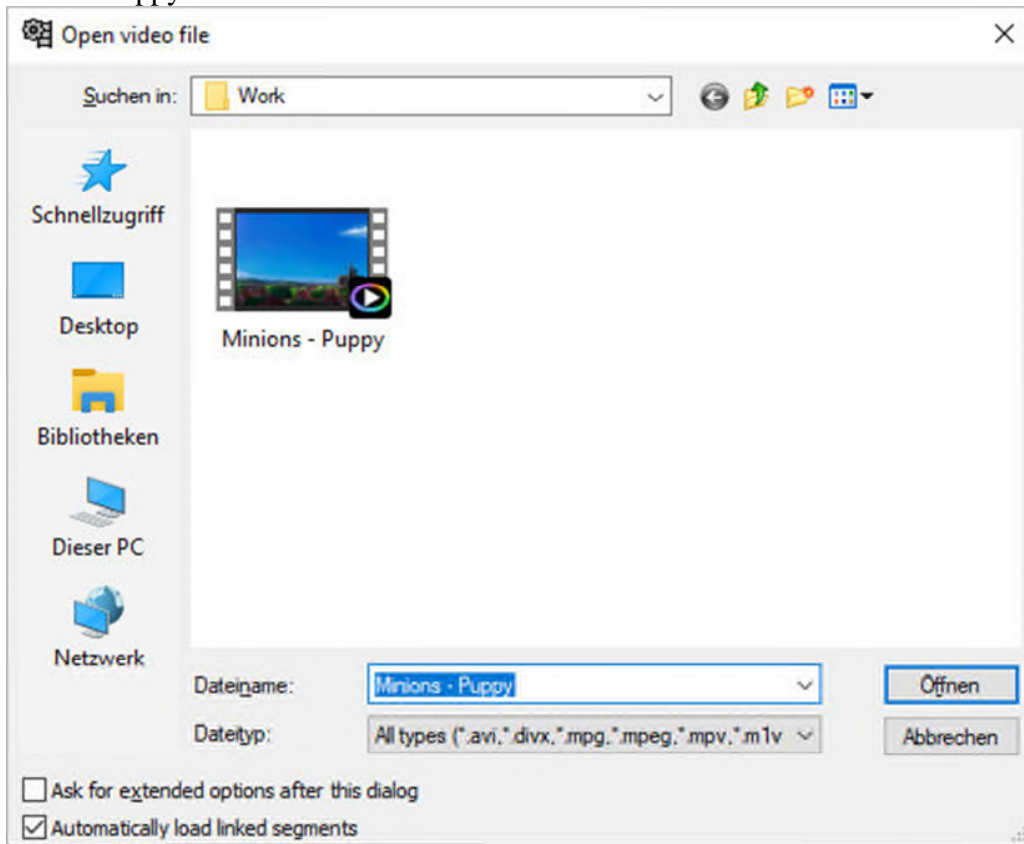 Open video file
Suchen in: Work
Schnellzugriff
Desktop
Bibliotheken
Dieser PC
Netzwerk
Minions - Puppy
Dateiname: Minions - Puppy Öffnen
Dateityp: All types (*.avi,*.divx,*.mpg,*.mpeg,*.mpv,*.m1v Abbrechen
Ask for extended options after this dialog
Automatically load linked segments